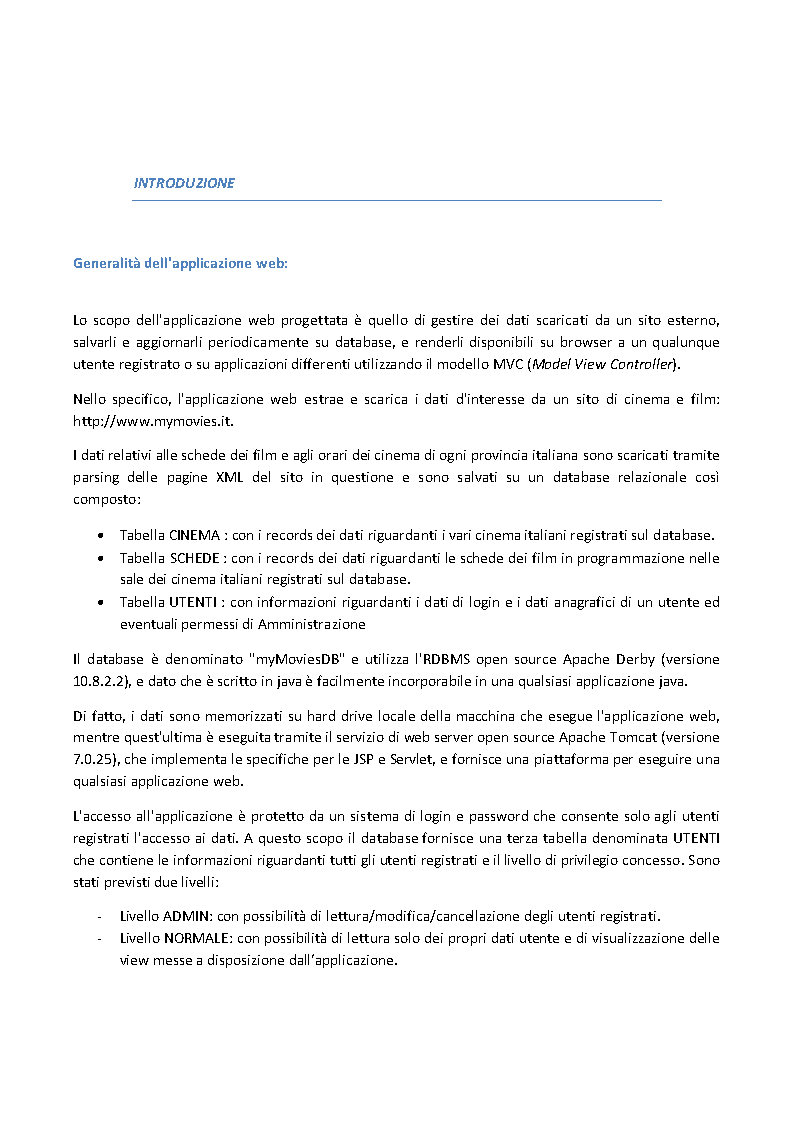 INTRODUZIONE
Generalità dell'applicazione web:
Lo scopo dell'applicazione web progettata è quello di gestire dei dati scaricati da un sito esterno,
salvarli e aggiornarli periodicamente su database, e renderli disponibili su browser a un qualunque
utente registrato o su applicazioni differenti utilizzando il modello MVC (Model View Controller).
Nello specifico, l'applicazione web estrae e scarica i dati d'interesse da un sito di cinema e film:
http://www.mymovies.it.
I dati relativi alle schede dei film e agli orari dei cinema di ogni provincia italiana sono scaricati tramite
parsing delle pagine XML del sito in questione e sono salvati su un database relazionale così
composto:
• Tabella CINEMA : con i records dei dati riguardanti i vari cinema italiani registrati sul database.
• Tabella SCHEDE : con i records dei dati riguardanti le schede dei film in programmazione nelle
sale dei cinema italiani registrati sul database.
• Tabella UTENTI : con informazioni riguardanti i dati di login e i dati anagrafici di un utente ed
eventuali permessi di Amministrazione
Il database è denominato "myMoviesDB" e utilizza l'RDBMS open source Apache Derby (versione
10.8.2.2), e dato che è scritto in java è facilmente incorporabile in una qualsiasi applicazione java.
Di fatto, i dati sono memorizzati su hard drive locale della macchina che esegue l'applicazione web,
mentre quest'ultima è eseguita tramite il servizio di web server open source Apache Tomcat (versione
7.0.25), che implementa le specifiche per le JSP e Servlet, e fornisce una piattaforma per eseguire una
qualsiasi applicazione web.
L'accesso all'applicazione è protetto da un sistema di login e password che consente solo agli utenti
registrati l'accesso ai dati. A questo scopo il database fornisce una terza tabella denominata UTENTI
che contiene le informazioni riguardanti tutti gli utenti registrati e il livello di privilegio concesso. Sono
stati previsti due livelli:
- Livello ADMIN: con possibilità di lettura/modifica/cancellazione degli utenti registrati.
- Livello NORMALE: con possibilità di lettura solo dei propri dati utente e di visualizzazione delle
view messe a disposizione dall'applicazione.